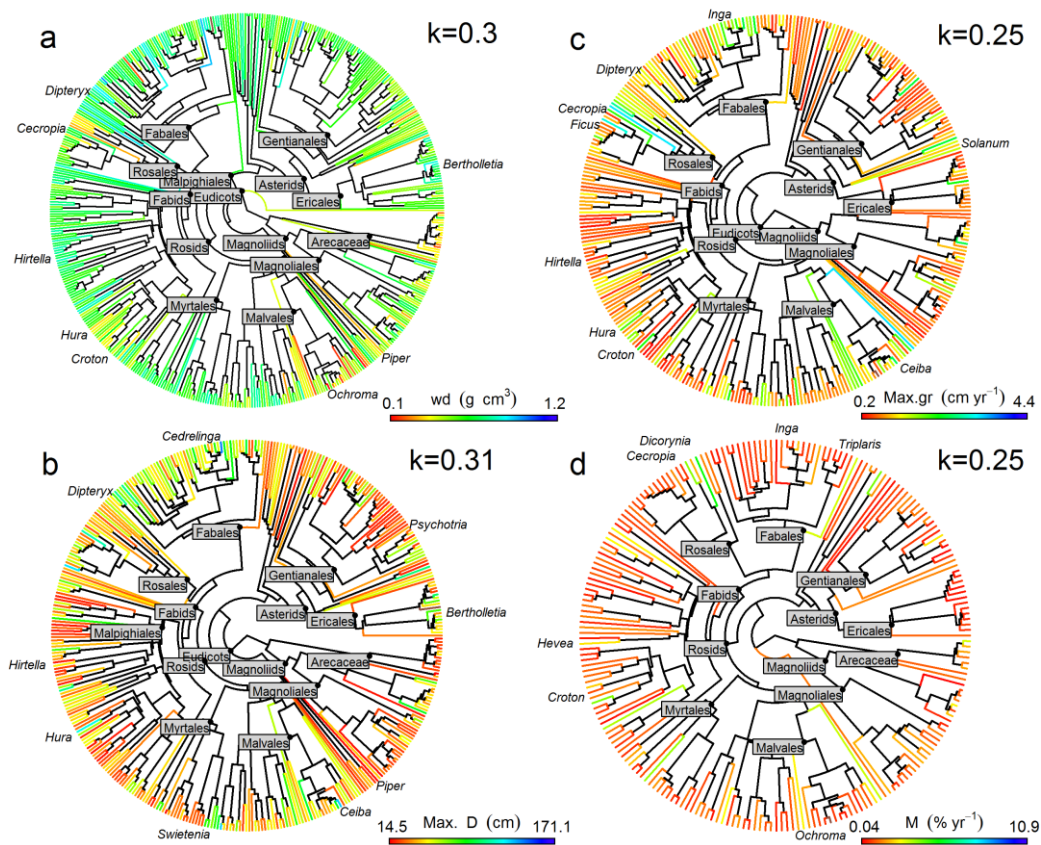 a
k=0.3
Dipteryx
Cecropia
Fabales
Gentianales
Bertholletia
Rosales
Malpighiales
Asterids
Fabids
Eudicots
Ericales
Rosids
Magnoliids
Arecaceae
Hirtella
Magnoliales
Myrtales
Malvales
Hura
Croton
Piper
Ochroma
0.1 wd (g cm³) 1.2
c
Inga
k=0.25
Dipteryx
Cecropia
Ficus
Fabales
Gentianales
Solanum
Rosales
Asterids
Fabids
Ericales
Eudicots
Magnoliids
Rosids
Magnoliales
Hirtella
Myrtales
Malvales
Hura
Croton
Ceiba
0.2 Max.gr (cm yr⁻¹) 4.4
b
Cedrelinga
k=0.31
Dipteryx
Psychotria
Fabales
Gentianales
Rosales
Bertholletia
Fabids
Asterids
Ericales
Malpighiales
Eudicots
Arecaceae
Hirtella
Rosids
Magnoliids
Magnoliales
Myrtales
Hura
Malvales
Piper
Ceiba
Swietenia
14.5 Max. D (cm) 171.1
Inga
d
Dicorynia
Cecropia
Triplaris
k=0.25
Fabales
Rosales
Gentianales
Fabids
Asterids
Ericales
Hevea
Rosids
Magnoliids
Arecaceae
Croton
Magnoliales
Myrtales
Malvales
Ochroma
0.04 M (% yr⁻¹) 10.9